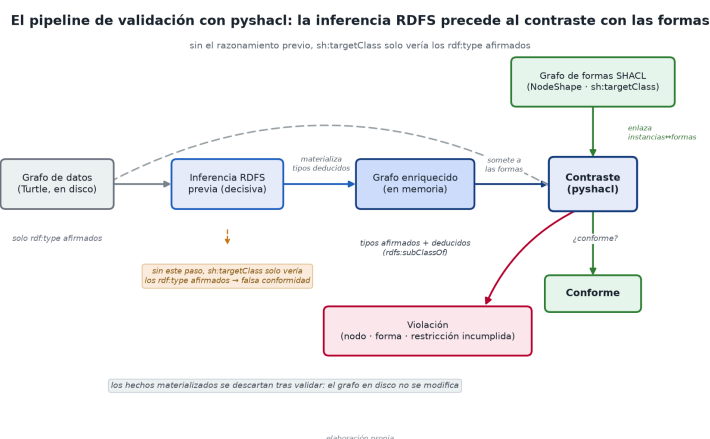 El pipeline de validación con pyshacl: la inferencia RDFS precede al contraste con las formas
sin el razonamiento previo, sh:targetClass solo vería los rdf:type afirmados
Grafo de formas SHACL
(NodeShape · sh:targetClass)
enlaza
instancias↔formas
Grafo de datos
(Turtle, en disco)
Inferencia RDFS
previa (decisiva)
materializa
tipos deducidos
Grafo enriquecido
(en memoria)
somete a
las formas
Contraste
(pyshacl)
solo rdf:type afirmados
tipos afirmados + deducidos
(rdfs:subClassOf)
¿conforme?
sin este paso, sh:targetClass solo vería
los rdf:type afirmados → falsa conformidad
Conforme
Violación
(nodo · forma · restricción incumplida)
los hechos materializados se descartan tras validar: el grafo en disco no se modifica
elaboración propia